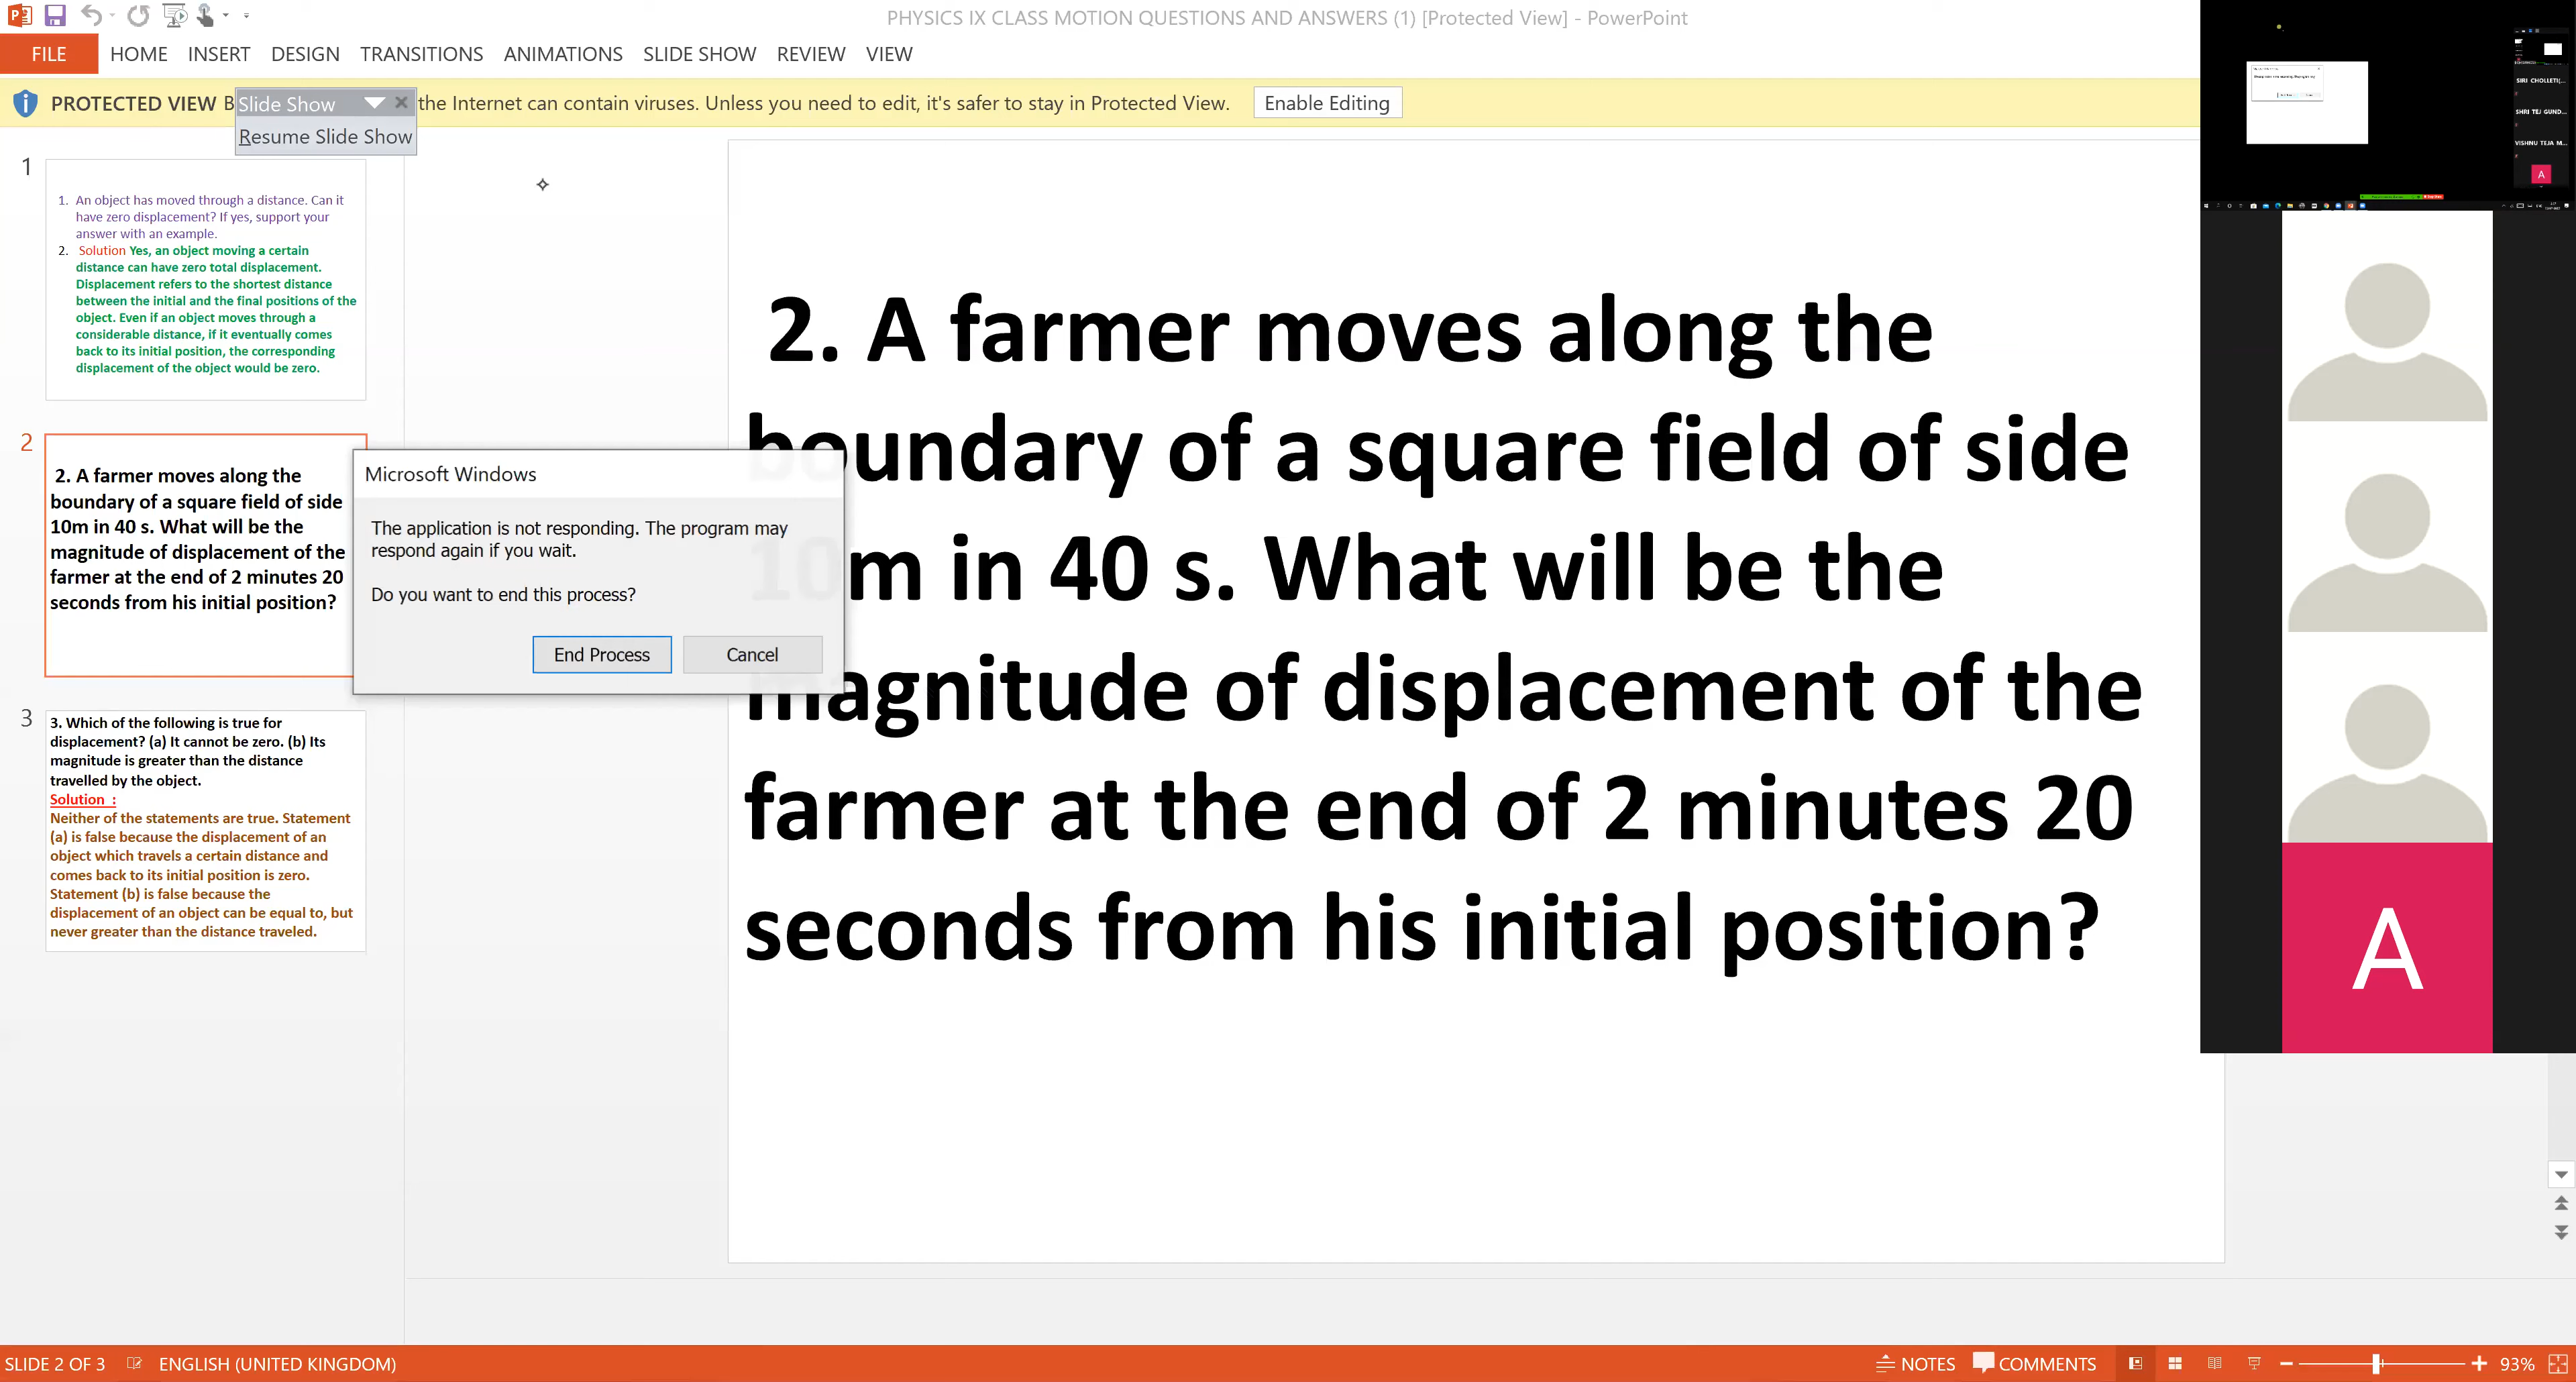 PHYSICS IX CLASS MOTION QUESTIONS AND ANSWERS (1) [Protected View] - PowerPoint
FILE HOME INSERT DESIGN TRANSITIONS ANIMATIONS SLIDE SHOW REVIEW VIEW
PROTECTED VIEW B the Internet can contain viruses. Unless you need to edit, it's safer to stay in Protected View. Enable Editing
Slide Show
Resume Slide Show
1
1. An object has moved through a distance. Can it
have zero displacement? If yes, support your
answer with an example.
2. Solution Yes, an object moving a certain
distance can have zero total displacement.
Displacement refers to the shortest distance
between the initial and the final positions of the
object. Even if an object moves through a
considerable distance, if it eventually comes
back to its initial position, the corresponding
displacement of the object would be zero.
2
2. A farmer moves along the
boundary of a square field of side
10m in 40 s. What will be the
magnitude of displacement of the
farmer at the end of 2 minutes 20
seconds from his initial position?
3
3. Which of the following is true for
displacement? (a) It cannot be zero. (b) Its
magnitude is greater than the distance
travelled by the object.
Solution :
Neither of the statements are true. Statement
(a) is false because the displacement of an
object which travels a certain distance and
comes back to its initial position is zero.
Statement (b) is false because the
displacement of an object can be equal to, but
never greater than the distance traveled.
Microsoft Windows
The application is not responding. The program may
respond again if you wait.
Do you want to end this process?
End Process Cancel
2. A farmer moves along the
boundary of a square field of side
10m in 40 s. What will be the
magnitude of displacement of the
farmer at the end of 2 minutes 20
seconds from his initial position?
SIRI CHOLLETI(...
SHRI TEJ GUND...
VISHNU TEJA M...
A
A
SLIDE 2 OF 3 ENGLISH (UNITED KINGDOM) NOTES COMMENTS 93%